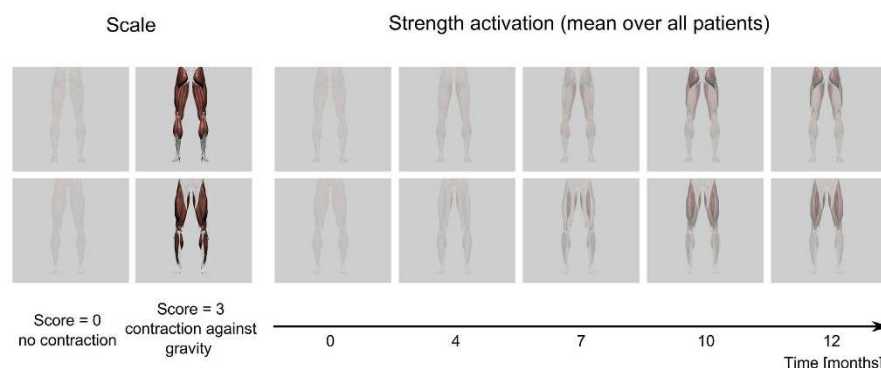 Scale
Strength activation (mean over all patients)
Score = 0
no contraction
Score = 3
contraction against
gravity
0 4 7 10 12
Time [months]